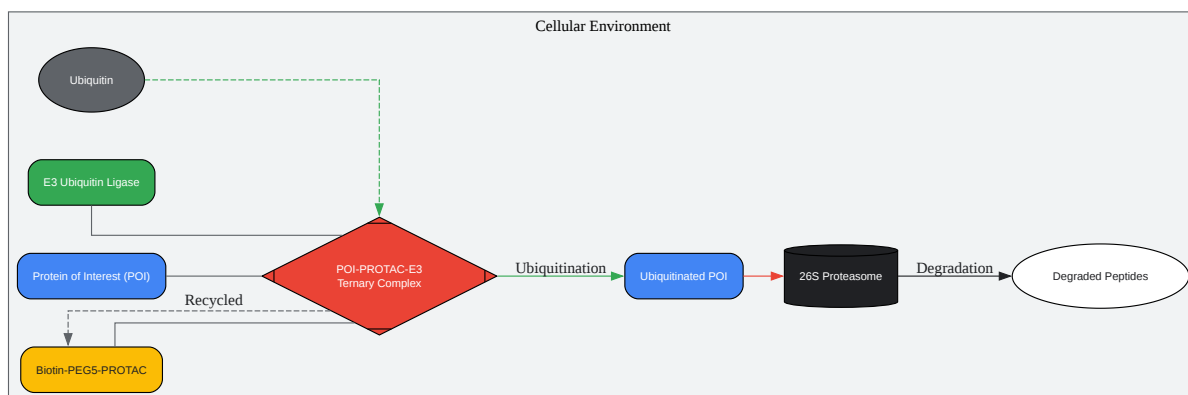 Cellular Environment
Ubiquitin
E3 Ubiquitin Ligase
Protein of Interest (POI)
POI-PROTAC-E3
Ternary Complex
Ubiquitination
Ubiquitinated POI
26S Proteasome
Degradation
Degraded Peptides
Recycled
Biotin-PEG5-PROTAC